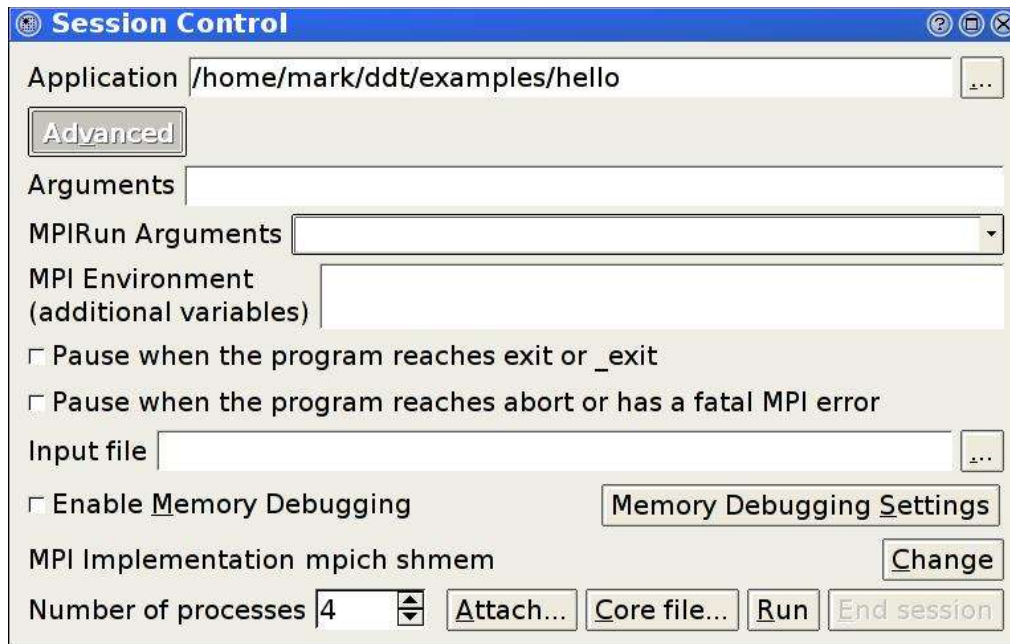 Session Control
Application /home/mark/ddt/examples/hello ...
Advanced
Arguments
MPIRun Arguments
MPI Environment
(additional variables)
Pause when the program reaches exit or _exit
Pause when the program reaches abort or has a fatal MPI error
Input file ...
Enable Memory Debugging Memory Debugging Settings
MPI Implementation mpich shmem Change
Number of processes 4 Attach... Core file... Run End session